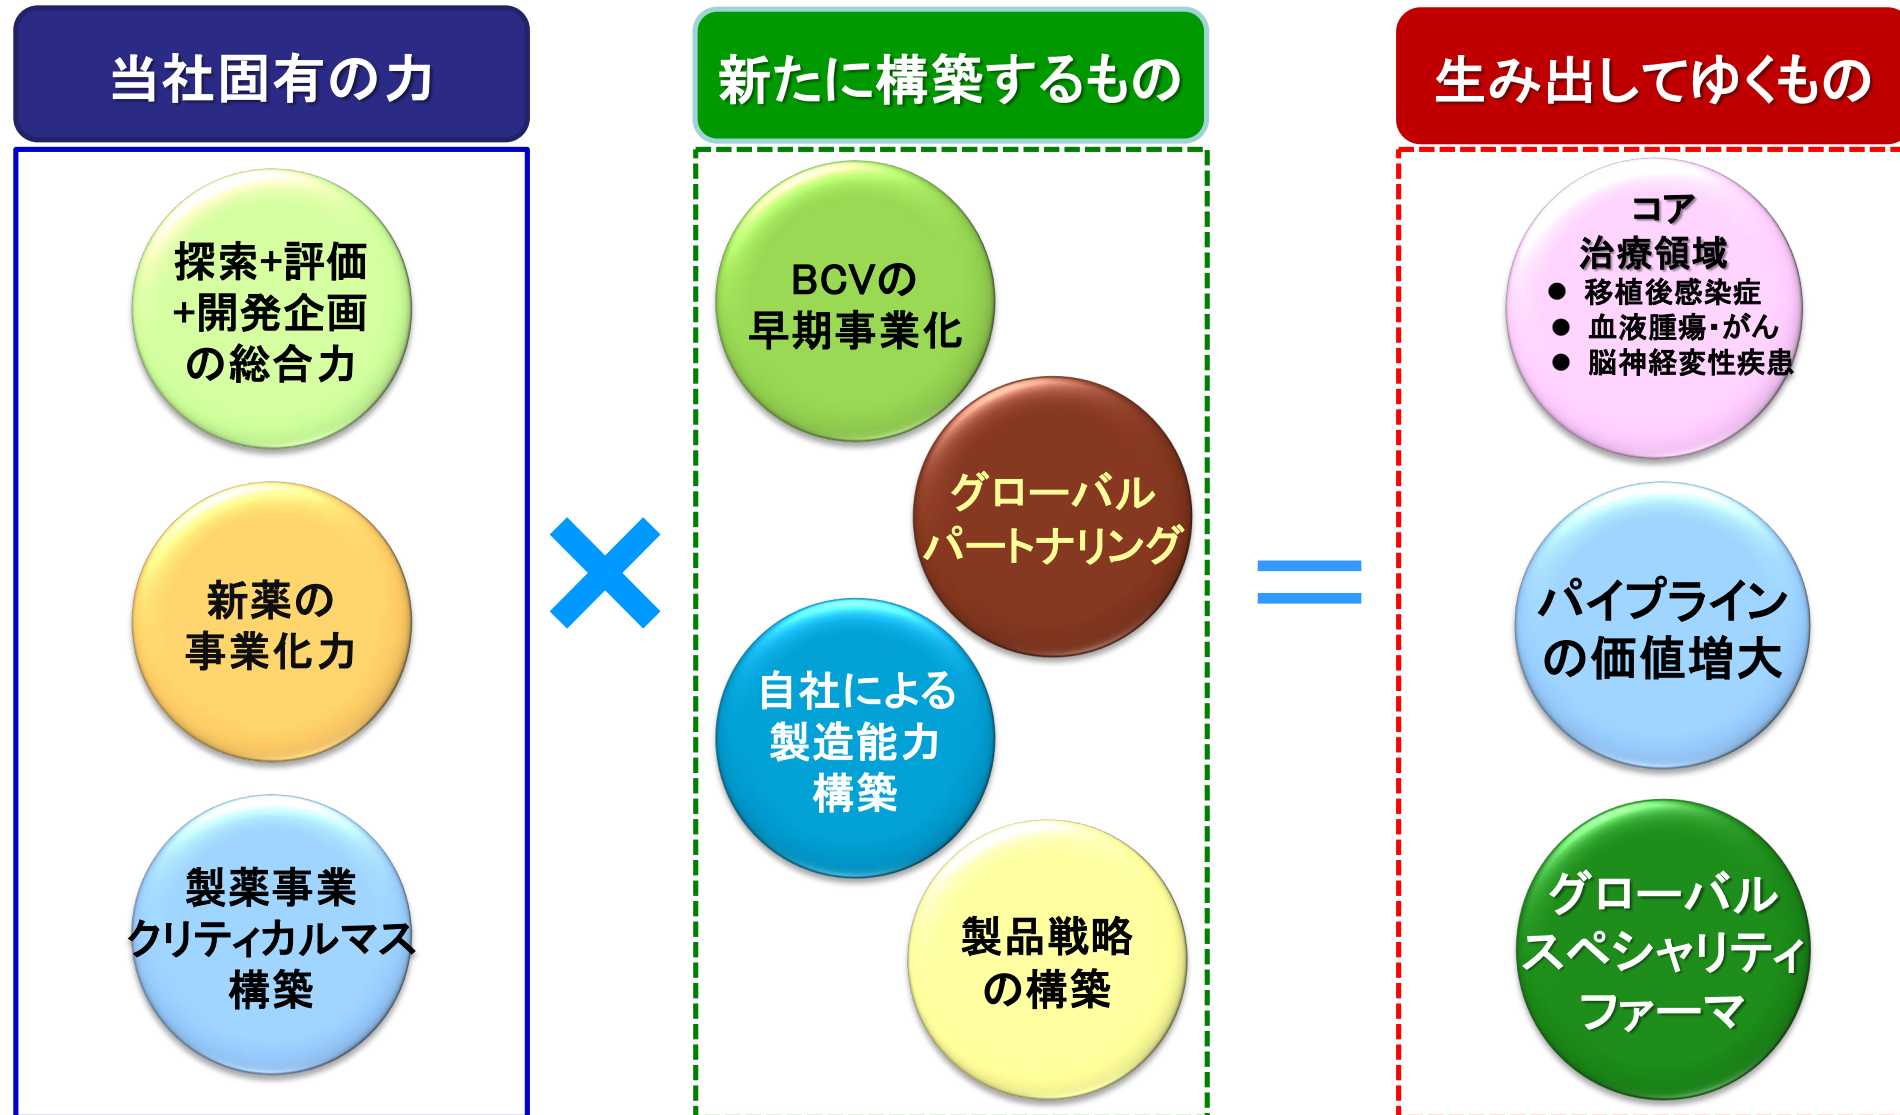 当社固有の力
探索+評価
+開発企画
の総合力
新薬の
事業化力
製薬事業
クリティカルマス
構築
×
新たに構築するもの
BCVの
早期事業化
グローバル
パートナリング
自社による
製造能力
構築
製品戦略
の構築
=
生み出してゆくもの
コア
治療領域
● 移植後感染症
● 血液腫瘍・がん
● 脳神経変性疾患
パイプライン
の価値増大
グローバル
スペシャリティ
ファーマ